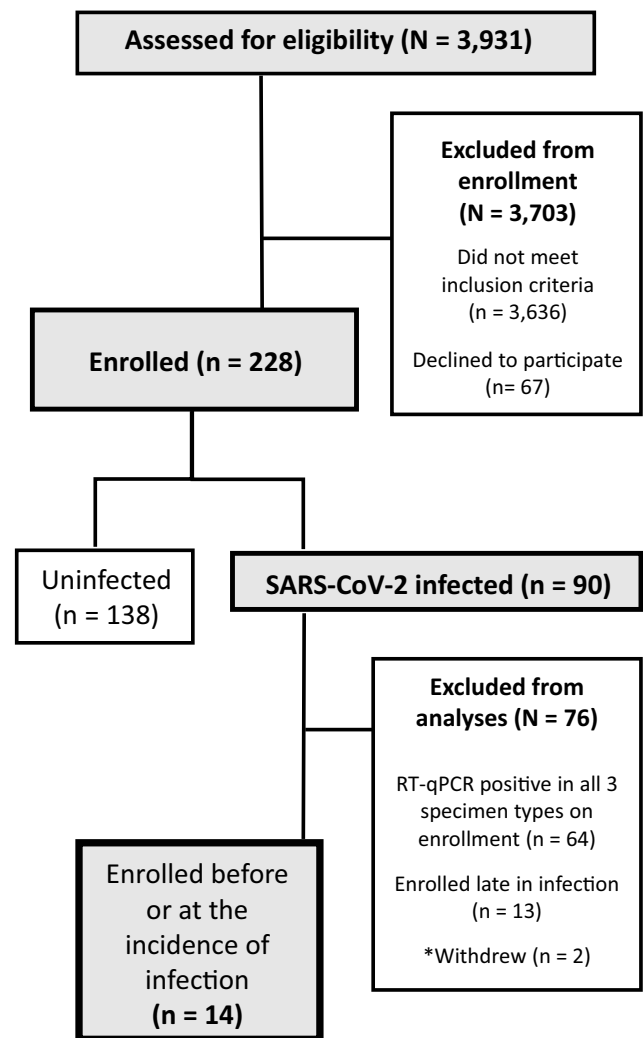 Assessed for eligibility (N = 3,931)
Excluded from
enrollment
(N = 3,703)
Did not meet
inclusion criteria
(n = 3,636)
Declined to participate
(n= 67)
Enrolled (n = 228)
Uninfected
(n = 138)
SARS-CoV-2 infected (n = 90)
Excluded from
analyses (N = 76)
RT-qPCR positive in all 3
specimen types on
enrollment (n = 64)
Enrolled late in infection
(n = 13)
*Withdrew (n = 2)
Enrolled before
or at the
incidence of
infection
(n = 14)